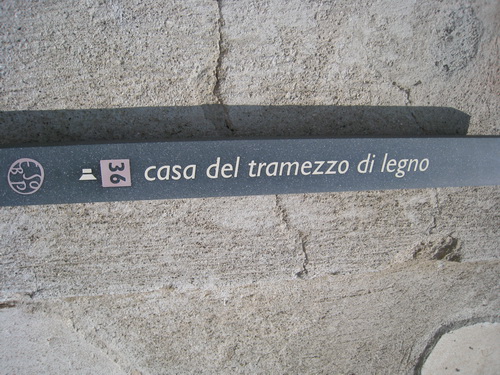 36 casa del tramezzo di legno